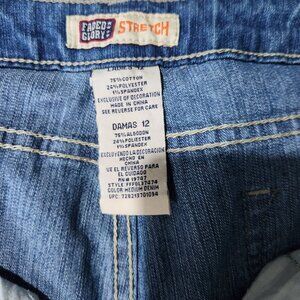 FADED
GLORY
STRETCH
75% COTTON
24% POLYESTER
1% SPANDEX
EXCLUSIVE OF DECORATION
MADE IN CHINA
SEE REVERSE FOR CARE
DAMAS 12
75% ALGODON
24% POLIESTER
1% SPANDEX
EXCLUYENDO LA DECORACION
HECHO EN
CHINA
VE EL REVERSO PARA
EL CUIDADO
RN# 19747
COLOR MEDIUM DENIM